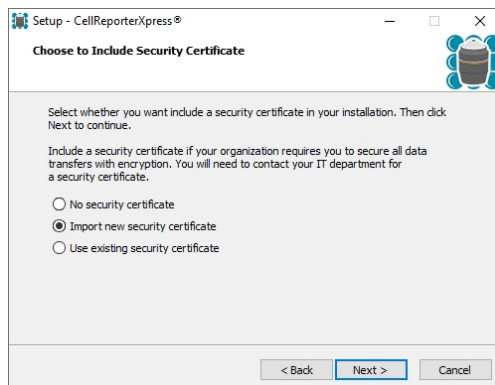 Setup - CellReporterXpress®
Choose to Include Security Certificate
Select whether you want include a security certificate in your installation. Then click
Next to continue.
Include a security certificate if your organization requires you to secure all data
transfers with encryption. You will need to contact your IT department for
a security certificate.
No security certificate
Import new security certificate
Use existing security certificate
< Back
Next >
Cancel